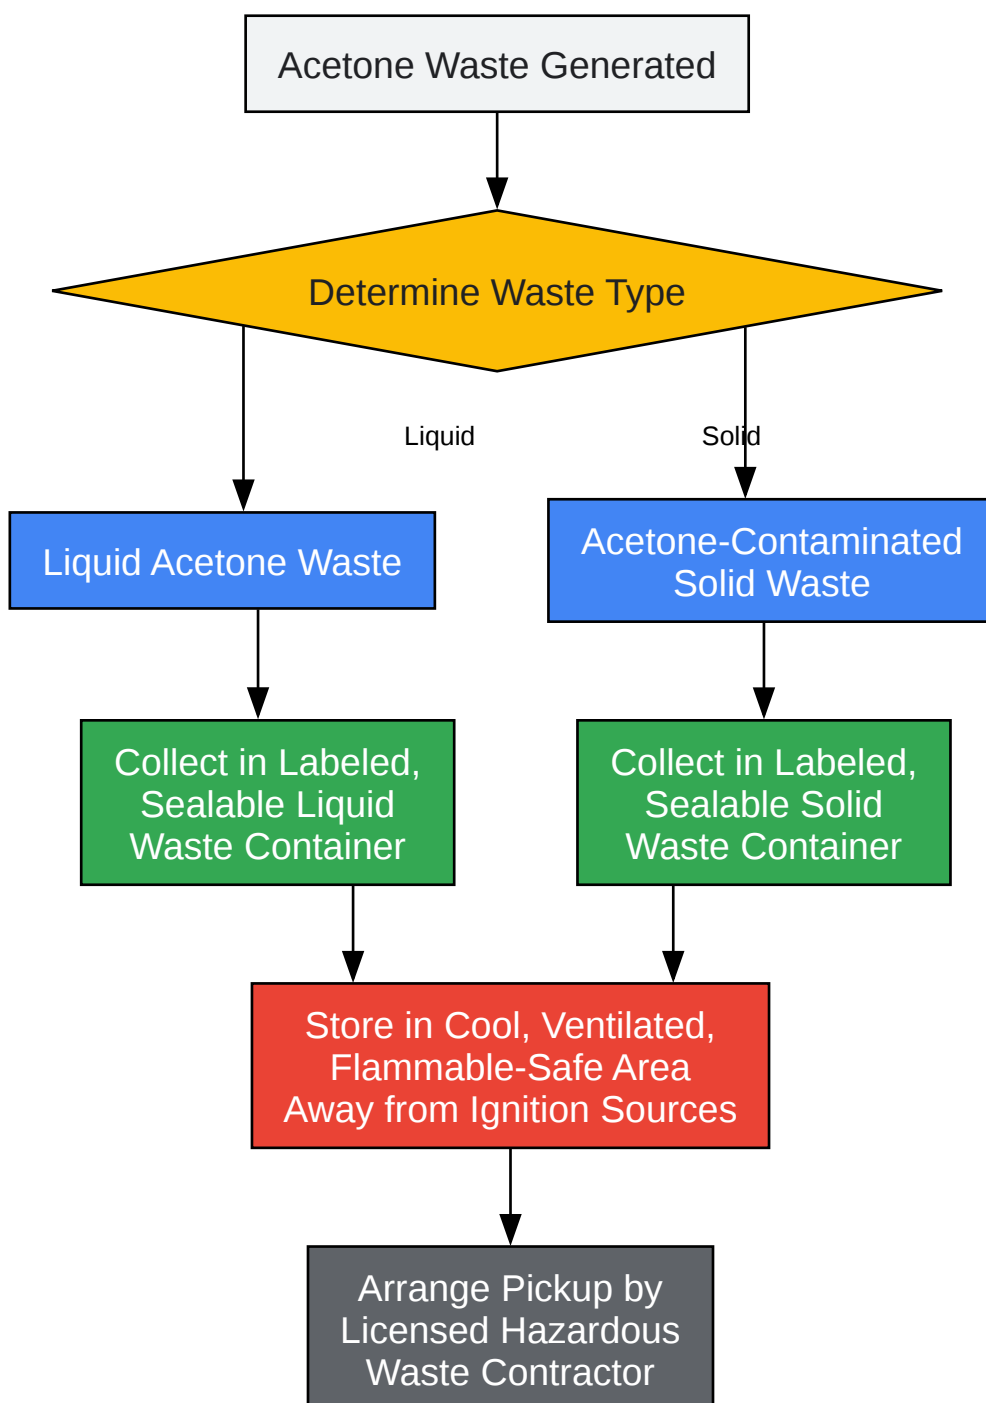 Acetone Waste Generated
Determine Waste Type
Liquid
Solid
Liquid Acetone Waste
Acetone-Contaminated
Solid Waste
Collect in Labeled,
Sealable Liquid
Waste Container
Collect in Labeled,
Sealable Solid
Waste Container
Store in Cool, Ventilated,
Flammable-Safe Area
Away from Ignition Sources
Arrange Pickup by
Licensed Hazardous
Waste Contractor